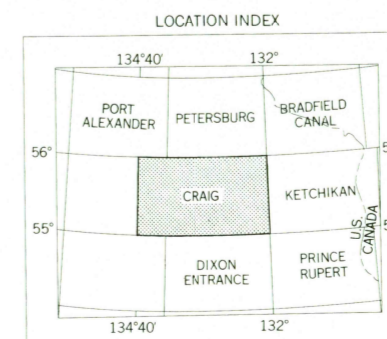 LOCATION INDEX
134°40' 132°
PORT ALEXANDER
PETERSBURG
BRADFIELD CANAL
56°
CRAIG
KETCHIKAN
55°
U.S.
CANADA
DIXON ENTRANCE
PRINCE RUPERT
134°40' 132°